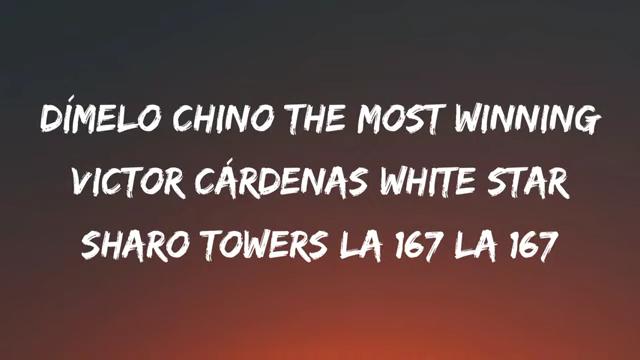 DÍMELO CHINO THE MOST WINNING
VICTOR CÁRDENAS WHITE STAR
SHARO TOWERS LA 167 LA 167